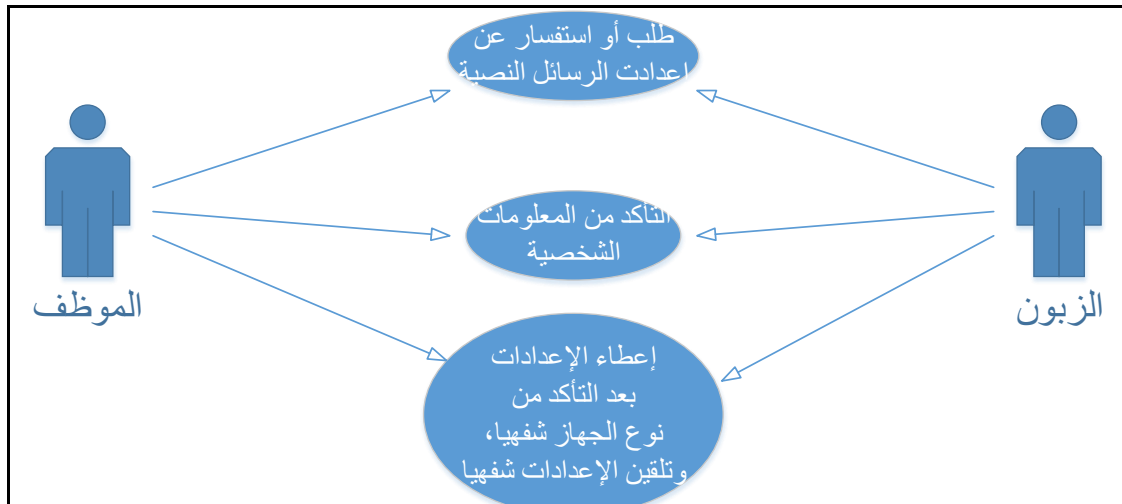 طلب أو استفسار عن
إعدادت الرسائل النصية
التأكد من المعلومات
الشخصية
الزبون
الموظف
إعطاء الإعدادات
بعد التأكد من
نوع الجهاز شفهيا،
وتلقين الإعدادات شفهيا